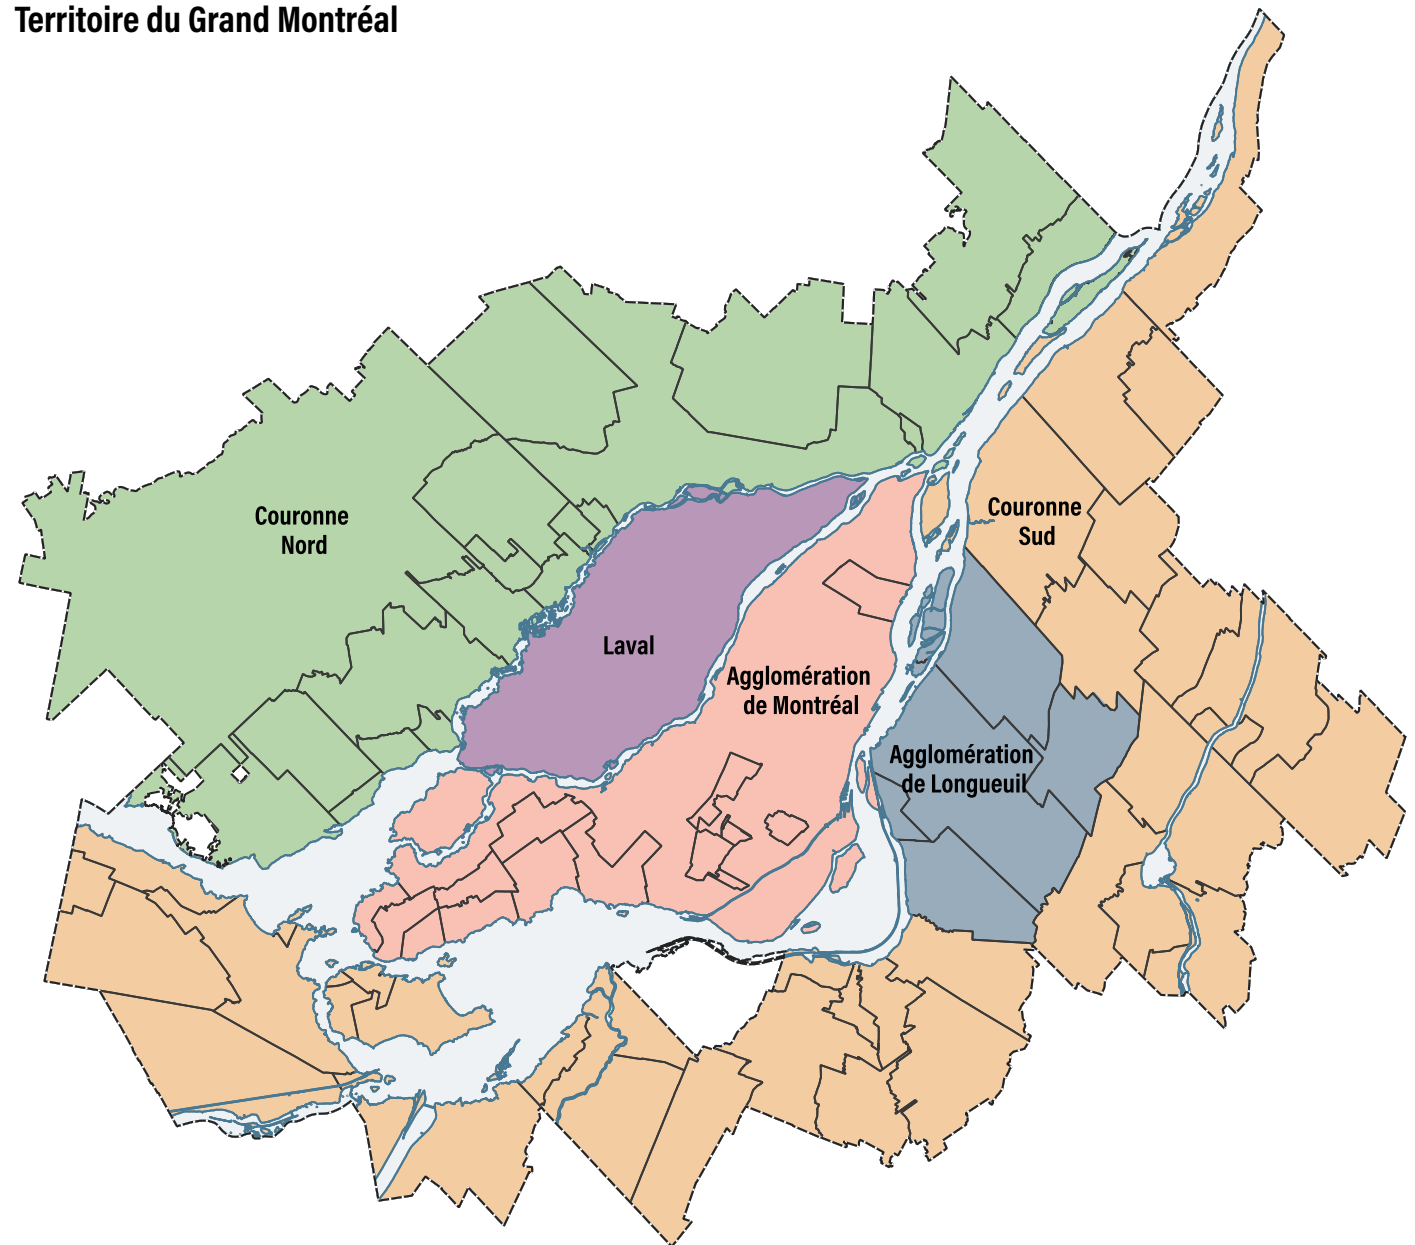 Territoire du Grand Montréal
Couronne
Nord
Couronne
Sud
Laval
Agglomération
de Montréal
Agglomération
de Longueuil